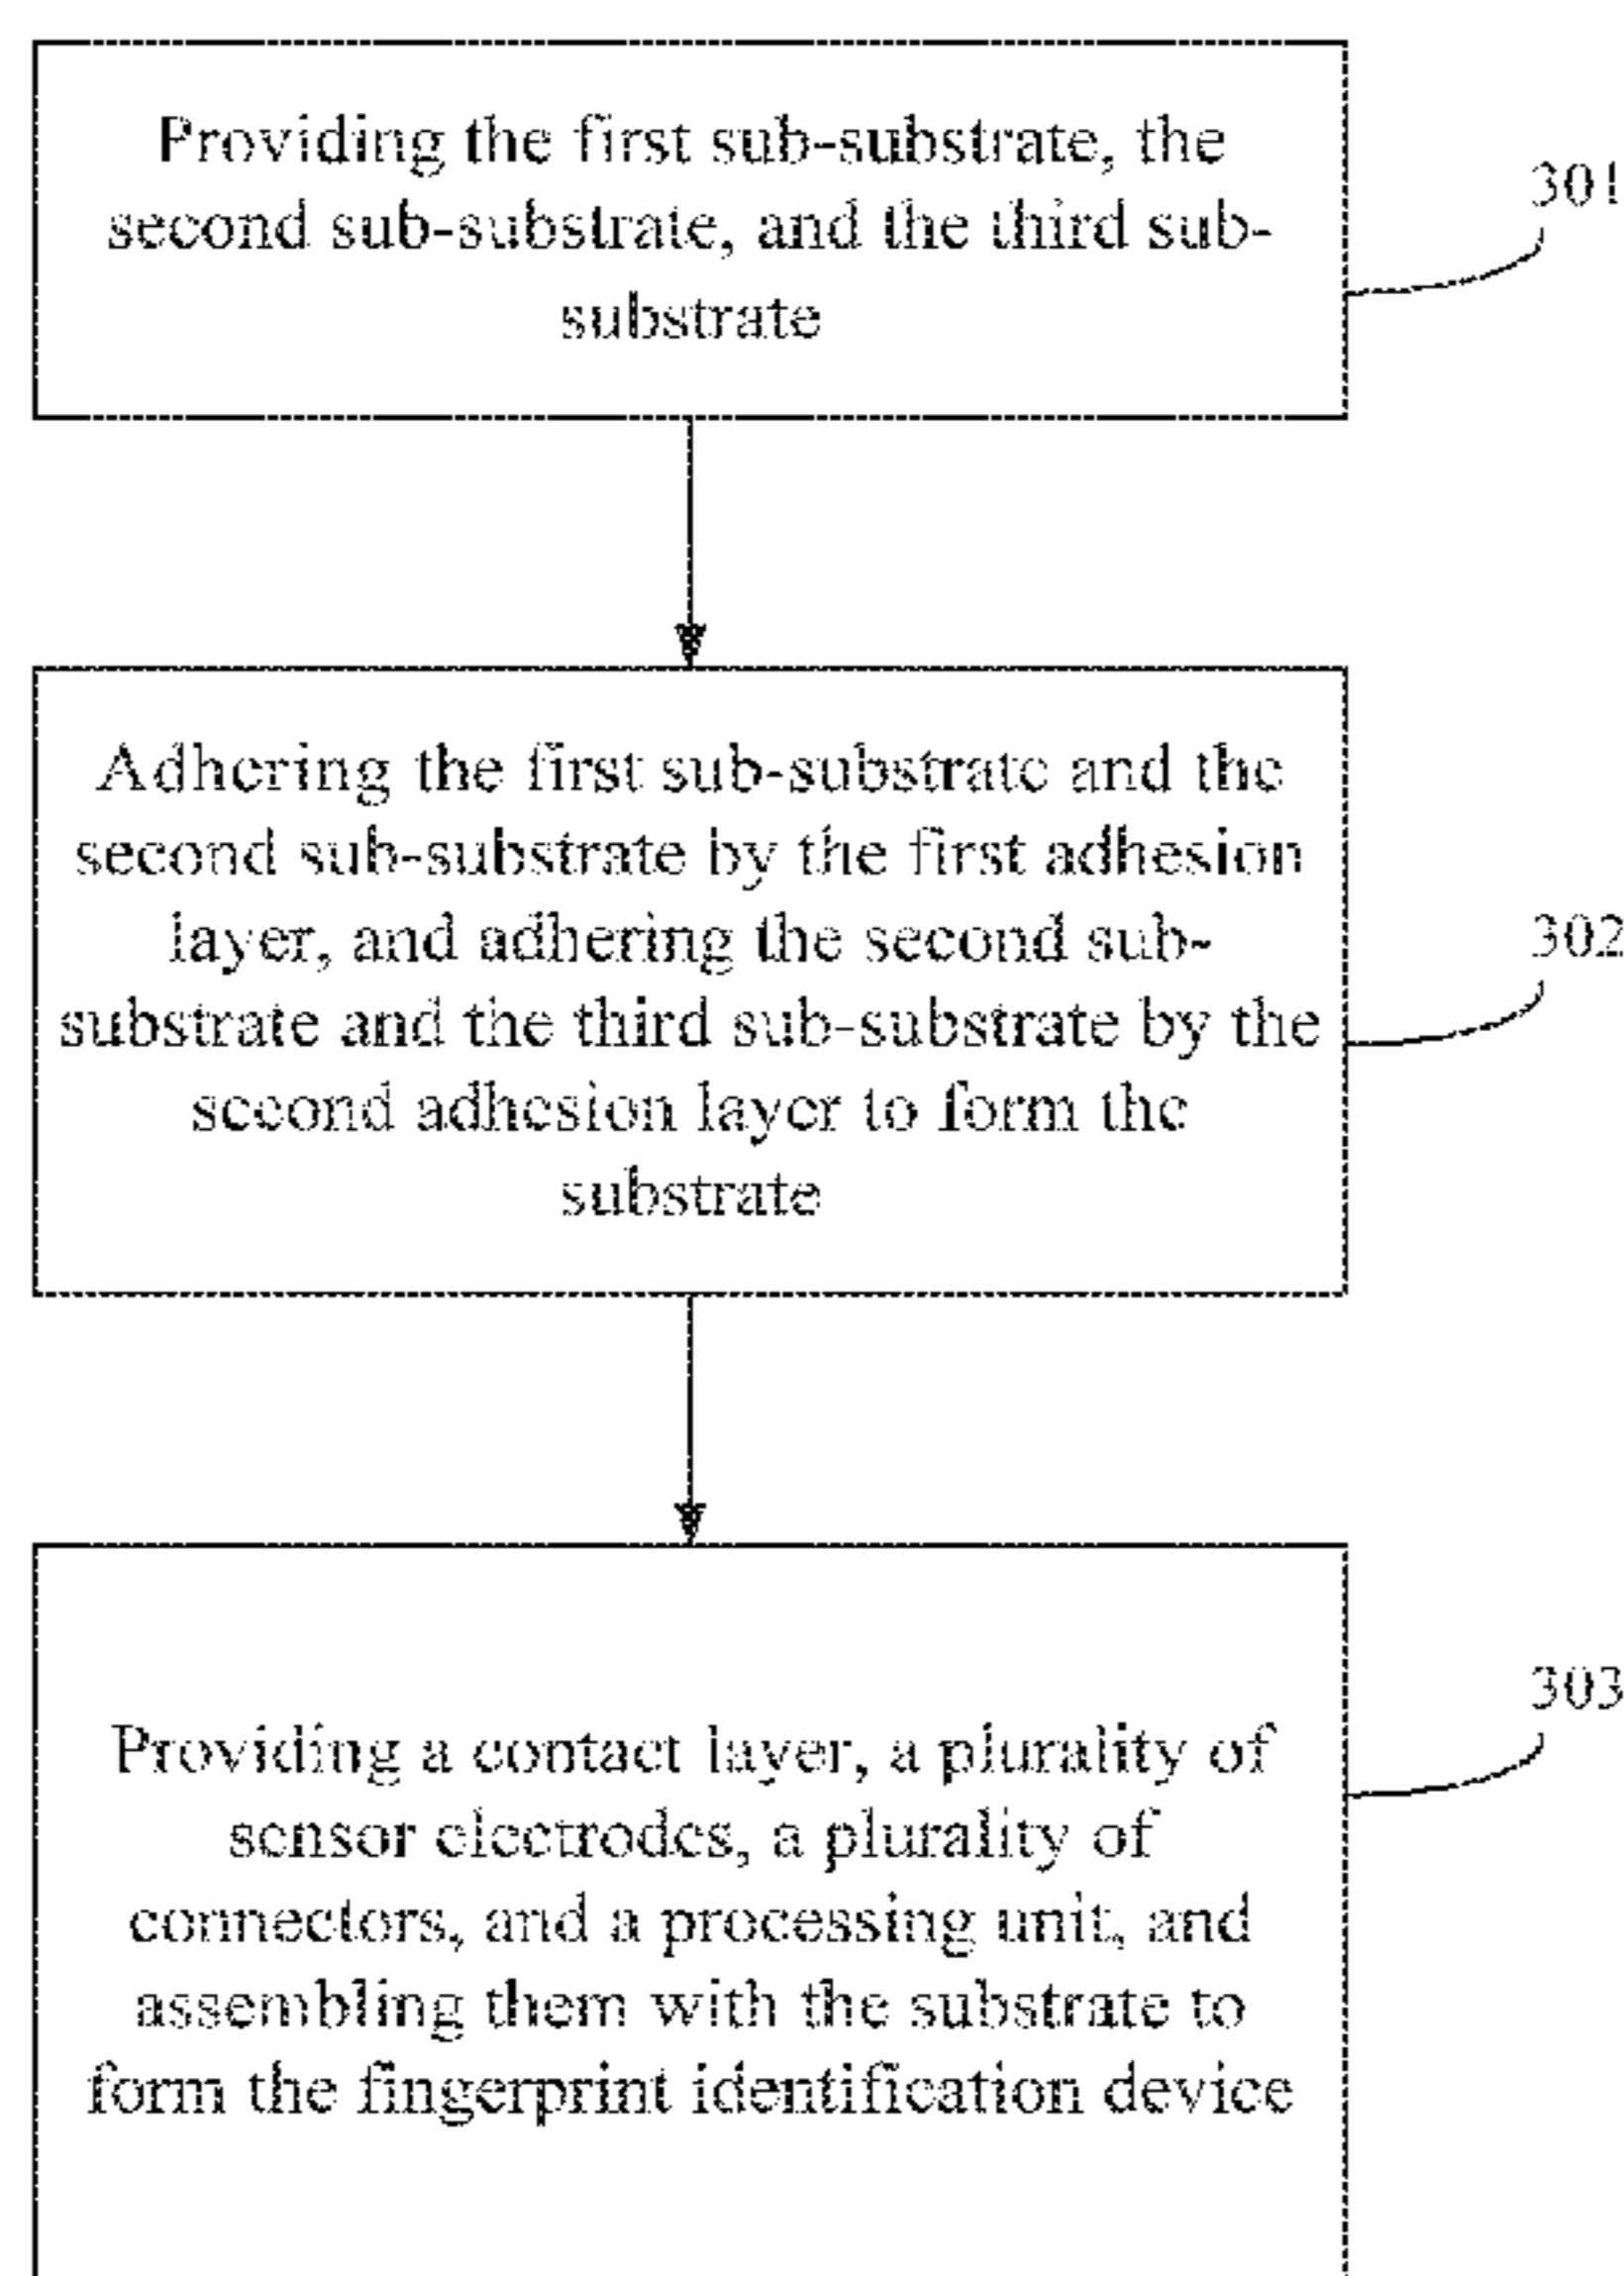 Providing the first sub-substrate, the
second sub-substrate, and the third sub-
substrate
301
Adhering the first sub-substrate and the
second sub-substrate by the first adhesion
layer, and adhering the second sub-
substrate and the third sub-substrate by the
second adhesion layer to form the
substrate
302
Providing a contact layer, a plurality of
sensor electrodes, a plurality of
connectors, and a processing unit, and
assembling them with the substrate to
form the fingerprint identification device
303